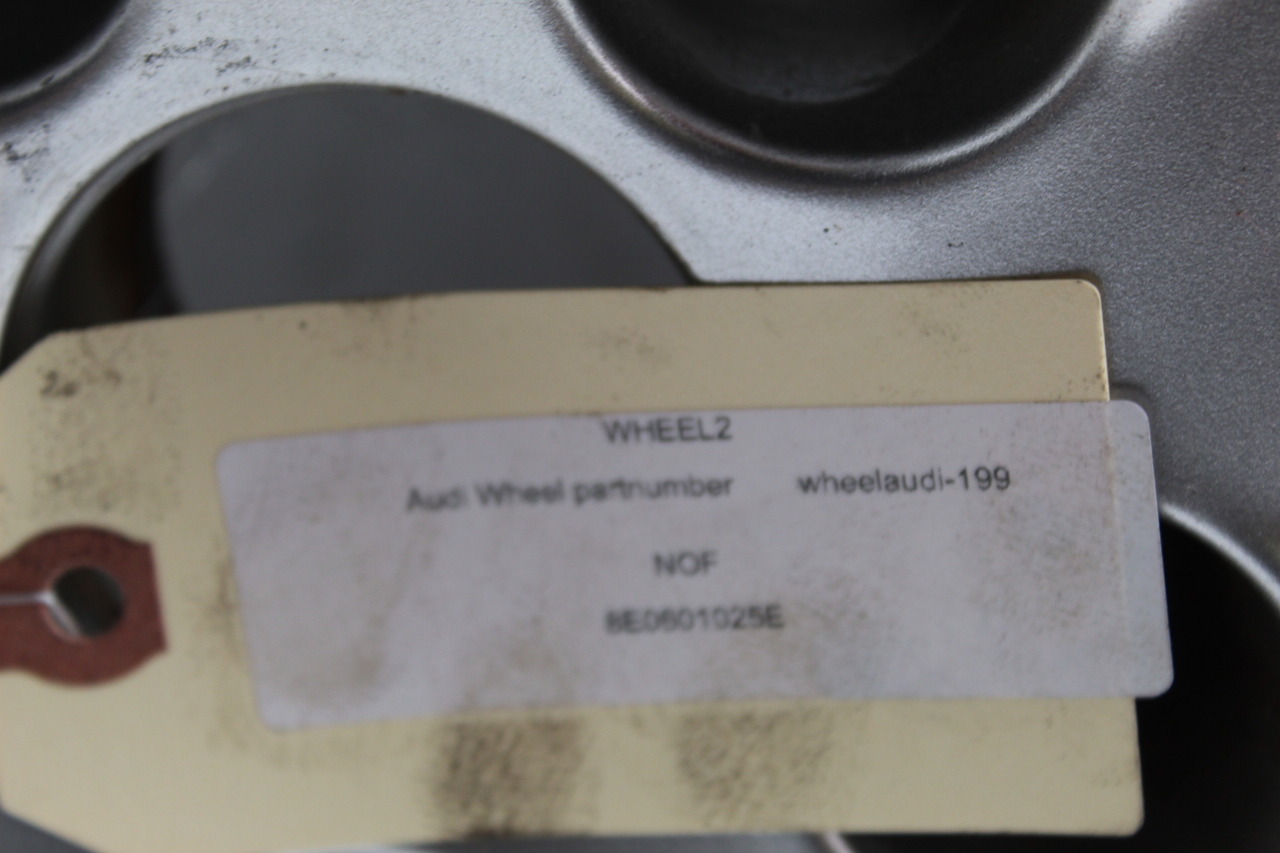 WHEEL2
Audi Wheel partnumber wheelaudi-199
NOF
8E0601025E